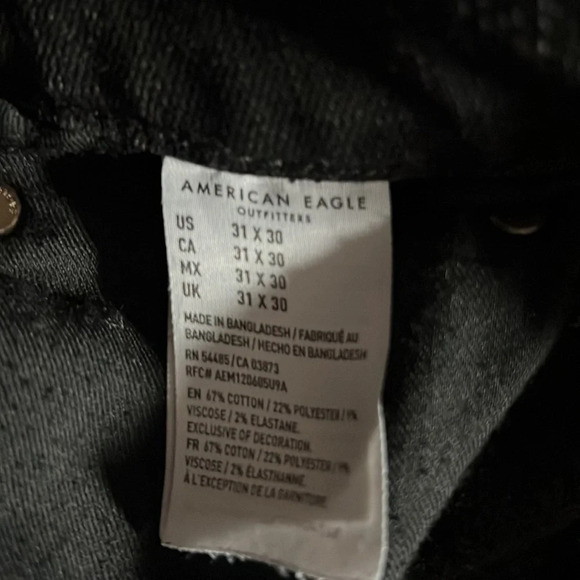 AMERICAN EAGLE
OUTFITTERS
US 31 X 30
CA 31 X 30
MX 31 X 30
UK 31 X 30
MADE IN BANGLADESH / FABRIQUÉ AU
BANGLADESH / HECHO EN BANGLADESH
RN 54485 / CA 03873
RFC# AEM120605U9A
EN 67% COTTON / 22% POLYESTER / 9%
VISCOSE / 2% ELASTANE.
EXCLUSIVE OF DECORATION.
FR 67% COTON / 22% POLYESTER / 9%
VISCOSE / 2% ÉLASTHANNE.
À L'EXCEPTION DE LA GARNITURE.